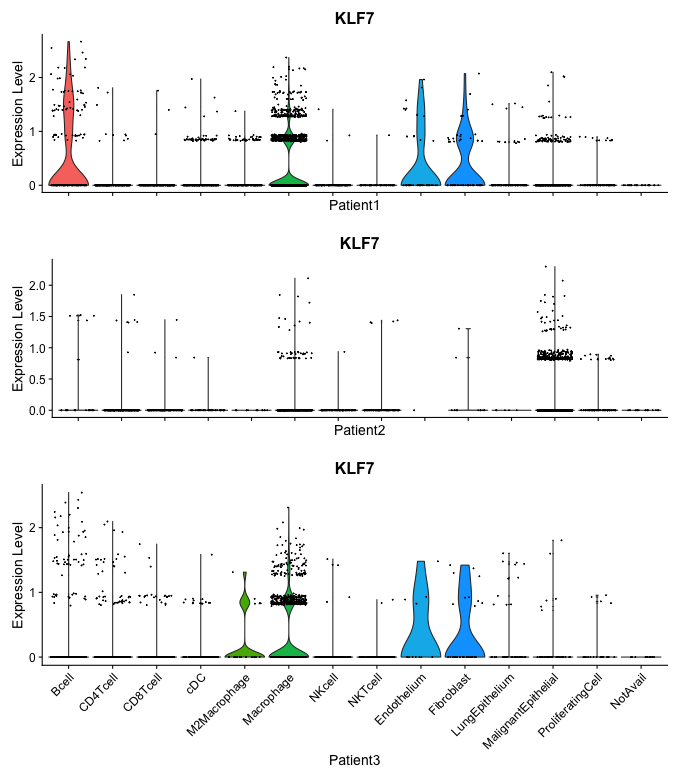 KLF7
Expression Level
2
1
0
Patient1
KLF7
Expression Level
2.0
1.5
1.0
0.5
0.0
Patient2
KLF7
Expression Level
2
1
0
Bcell
CD4Tcell
CD8Tcell
cDC
M2Macrophage
Macrophage
NKcell
NKTcell
Endothelium
Fibroblast
LungEpithelium
MalignantEpithelial
ProliferatingCell
NotAvail
Patient3